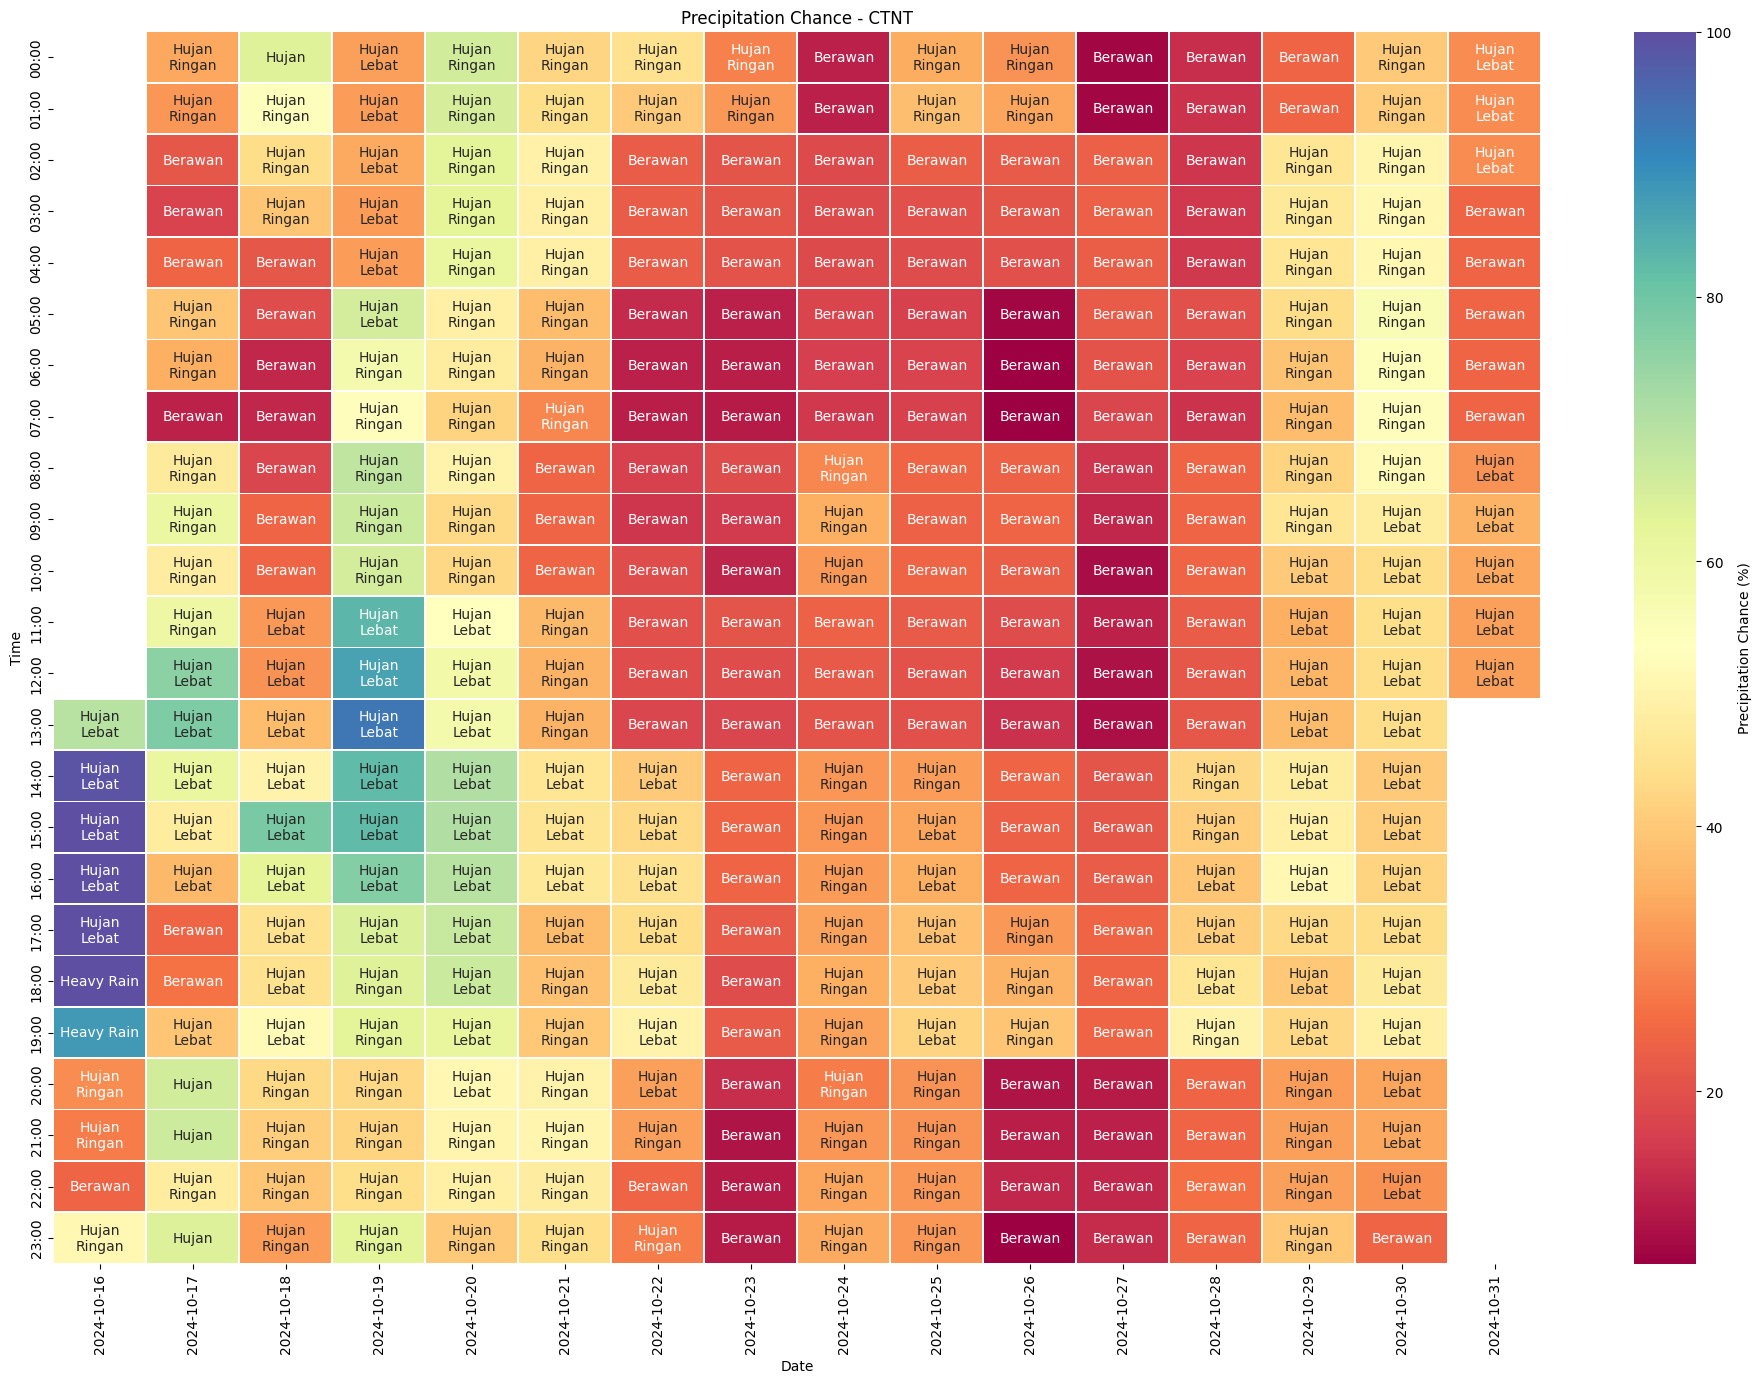 Precipitation Chance - CTNT
00:00 Hujan Ringan Hujan Hujan Lebat Hujan Ringan Hujan Ringan Hujan Ringan Hujan Ringan Berawan Hujan Ringan Hujan Ringan Berawan Berawan Berawan Hujan Ringan Hujan Lebat
01:00 Hujan Ringan Hujan Ringan Hujan Lebat Hujan Ringan Hujan Ringan Hujan Ringan Hujan Ringan Berawan Hujan Ringan Hujan Ringan Berawan Berawan Berawan Hujan Ringan Hujan Lebat
02:00 Berawan Hujan Ringan Hujan Lebat Hujan Ringan Hujan Ringan Berawan Berawan Berawan Berawan Berawan Berawan Berawan Hujan Ringan Hujan Ringan Hujan Lebat
03:00 Berawan Hujan Ringan Hujan Lebat Hujan Ringan Hujan Ringan Berawan Berawan Berawan Berawan Berawan Berawan Berawan Hujan Ringan Hujan Ringan Berawan
04:00 Berawan Berawan Hujan Lebat Hujan Ringan Hujan Ringan Berawan Berawan Berawan Berawan Berawan Berawan Berawan Hujan Ringan Hujan Ringan Berawan
05:00 Hujan Ringan Berawan Hujan Lebat Hujan Ringan Hujan Ringan Berawan Berawan Berawan Berawan Berawan Berawan Berawan Hujan Ringan Hujan Ringan Berawan
06:00 Hujan Ringan Berawan Hujan Ringan Hujan Ringan Hujan Ringan Berawan Berawan Berawan Berawan Berawan Berawan Berawan Hujan Ringan Hujan Ringan Berawan
07:00 Berawan Berawan Hujan Ringan Hujan Ringan Hujan Ringan Berawan Berawan Berawan Berawan Berawan Berawan Berawan Hujan Ringan Hujan Ringan Berawan
08:00 Hujan Ringan Berawan Hujan Ringan Hujan Ringan Berawan Berawan Berawan Hujan Ringan Berawan Berawan Berawan Berawan Hujan Ringan Hujan Ringan Hujan Lebat
09:00 Hujan Ringan Berawan Hujan Ringan Hujan Ringan Berawan Berawan Berawan Hujan Ringan Berawan Berawan Berawan Berawan Hujan Ringan Hujan Lebat Hujan Lebat
10:00 Hujan Ringan Berawan Hujan Ringan Hujan Ringan Berawan Berawan Berawan Hujan Ringan Berawan Berawan Berawan Berawan Hujan Lebat Hujan Lebat Hujan Lebat
11:00 Hujan Ringan Hujan Lebat Hujan Lebat Hujan Lebat Hujan Ringan Berawan Berawan Berawan Berawan Berawan Berawan Berawan Hujan Lebat Hujan Lebat Hujan Lebat
12:00 Hujan Lebat Hujan Lebat Hujan Lebat Hujan Lebat Hujan Ringan Berawan Berawan Berawan Berawan Berawan Berawan Berawan Hujan Lebat Hujan Lebat Hujan Lebat
13:00 Hujan Lebat Hujan Lebat Hujan Lebat Hujan Lebat Hujan Lebat Hujan Ringan Berawan Berawan Berawan Berawan Berawan Berawan Berawan Hujan Lebat Hujan Lebat
14:00 Hujan Lebat Hujan Lebat Hujan Lebat Hujan Lebat Hujan Lebat Hujan Lebat Hujan Lebat Berawan Hujan Ringan Hujan Ringan Berawan Berawan Hujan Ringan Hujan Lebat Hujan Lebat
15:00 Hujan Lebat Hujan Lebat Hujan Lebat Hujan Lebat Hujan Lebat Hujan Lebat Hujan Lebat Berawan Hujan Ringan Hujan Lebat Berawan Berawan Hujan Ringan Hujan Lebat Hujan Lebat
16:00 Hujan Lebat Hujan Lebat Hujan Lebat Hujan Lebat Hujan Lebat Hujan Lebat Hujan Lebat Berawan Hujan Ringan Hujan Lebat Berawan Berawan Hujan Lebat Hujan Lebat Hujan Lebat
17:00 Hujan Lebat Berawan Hujan Lebat Hujan Lebat Hujan Lebat Hujan Lebat Hujan Lebat Berawan Hujan Ringan Hujan Lebat Hujan Ringan Berawan Hujan Lebat Hujan Lebat Hujan Lebat
18:00 Heavy Rain Berawan Hujan Lebat Hujan Ringan Hujan Lebat Hujan Ringan Hujan Lebat Berawan Hujan Ringan Hujan Lebat Hujan Ringan Berawan Hujan Lebat Hujan Lebat Hujan Lebat
19:00 Heavy Rain Hujan Lebat Hujan Lebat Hujan Ringan Hujan Lebat Hujan Ringan Hujan Lebat Berawan Hujan Ringan Hujan Lebat Hujan Ringan Berawan Hujan Ringan Hujan Lebat Hujan Lebat
20:00 Hujan Ringan Hujan Hujan Ringan Hujan Ringan Hujan Lebat Hujan Ringan Hujan Lebat Berawan Hujan Ringan Hujan Ringan Berawan Berawan Berawan Hujan Ringan Hujan Lebat
21:00 Hujan Ringan Hujan Hujan Ringan Hujan Ringan Hujan Ringan Hujan Ringan Hujan Ringan Berawan Hujan Ringan Hujan Ringan Berawan Berawan Berawan Hujan Ringan Hujan Lebat
22:00 Berawan Hujan Ringan Hujan Ringan Hujan Ringan Hujan Ringan Hujan Ringan Berawan Berawan Hujan Ringan Hujan Ringan Berawan Berawan Berawan Hujan Ringan Hujan Lebat
23:00 Hujan Ringan Hujan Hujan Ringan Hujan Ringan Hujan Ringan Hujan Ringan Hujan Ringan Berawan Hujan Ringan Hujan Ringan Berawan Berawan Berawan Hujan Ringan Berawan
Time
2024-10-16 2024-10-17 2024-10-18 2024-10-19 2024-10-20 2024-10-21 2024-10-22 2024-10-23 2024-10-24 2024-10-25 2024-10-26 2024-10-27 2024-10-28 2024-10-29 2024-10-30 2024-10-31
Date
100
80
60
40
20
Precipitation Chance (%)